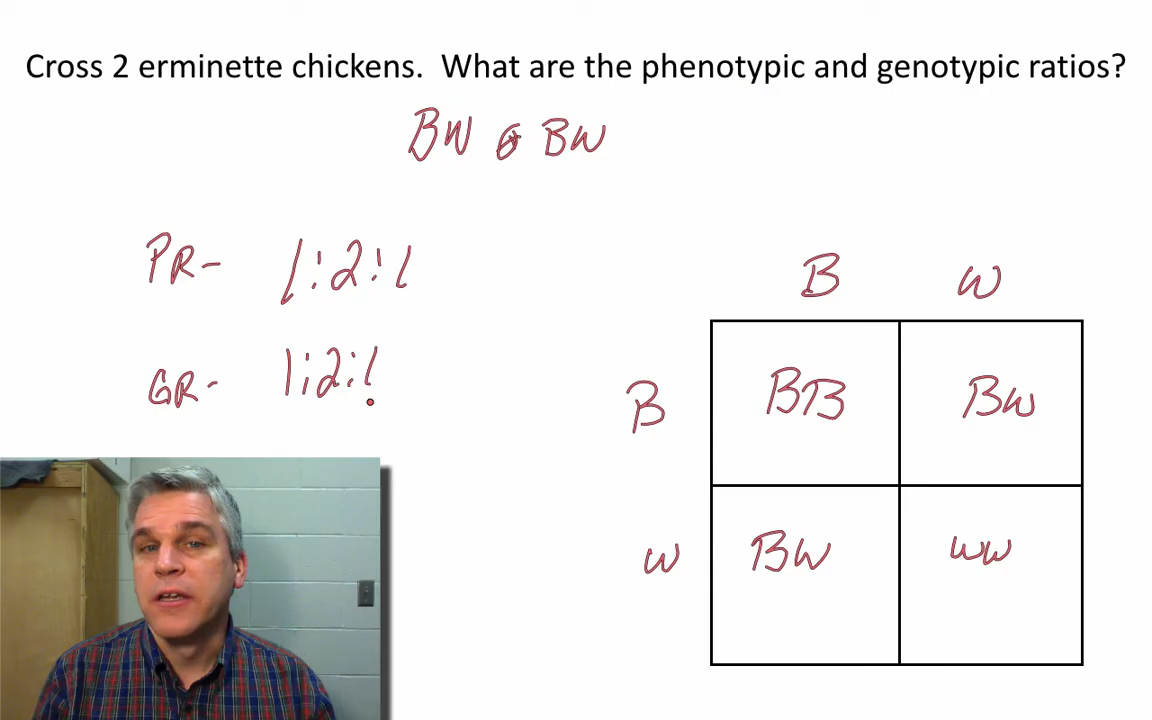 Cross 2 erminette chickens. What are the phenotypic and genotypic ratios?
BW BW
PR- 1:2:1
GR- 1:2:1
B W
B BB BW
W BW WW